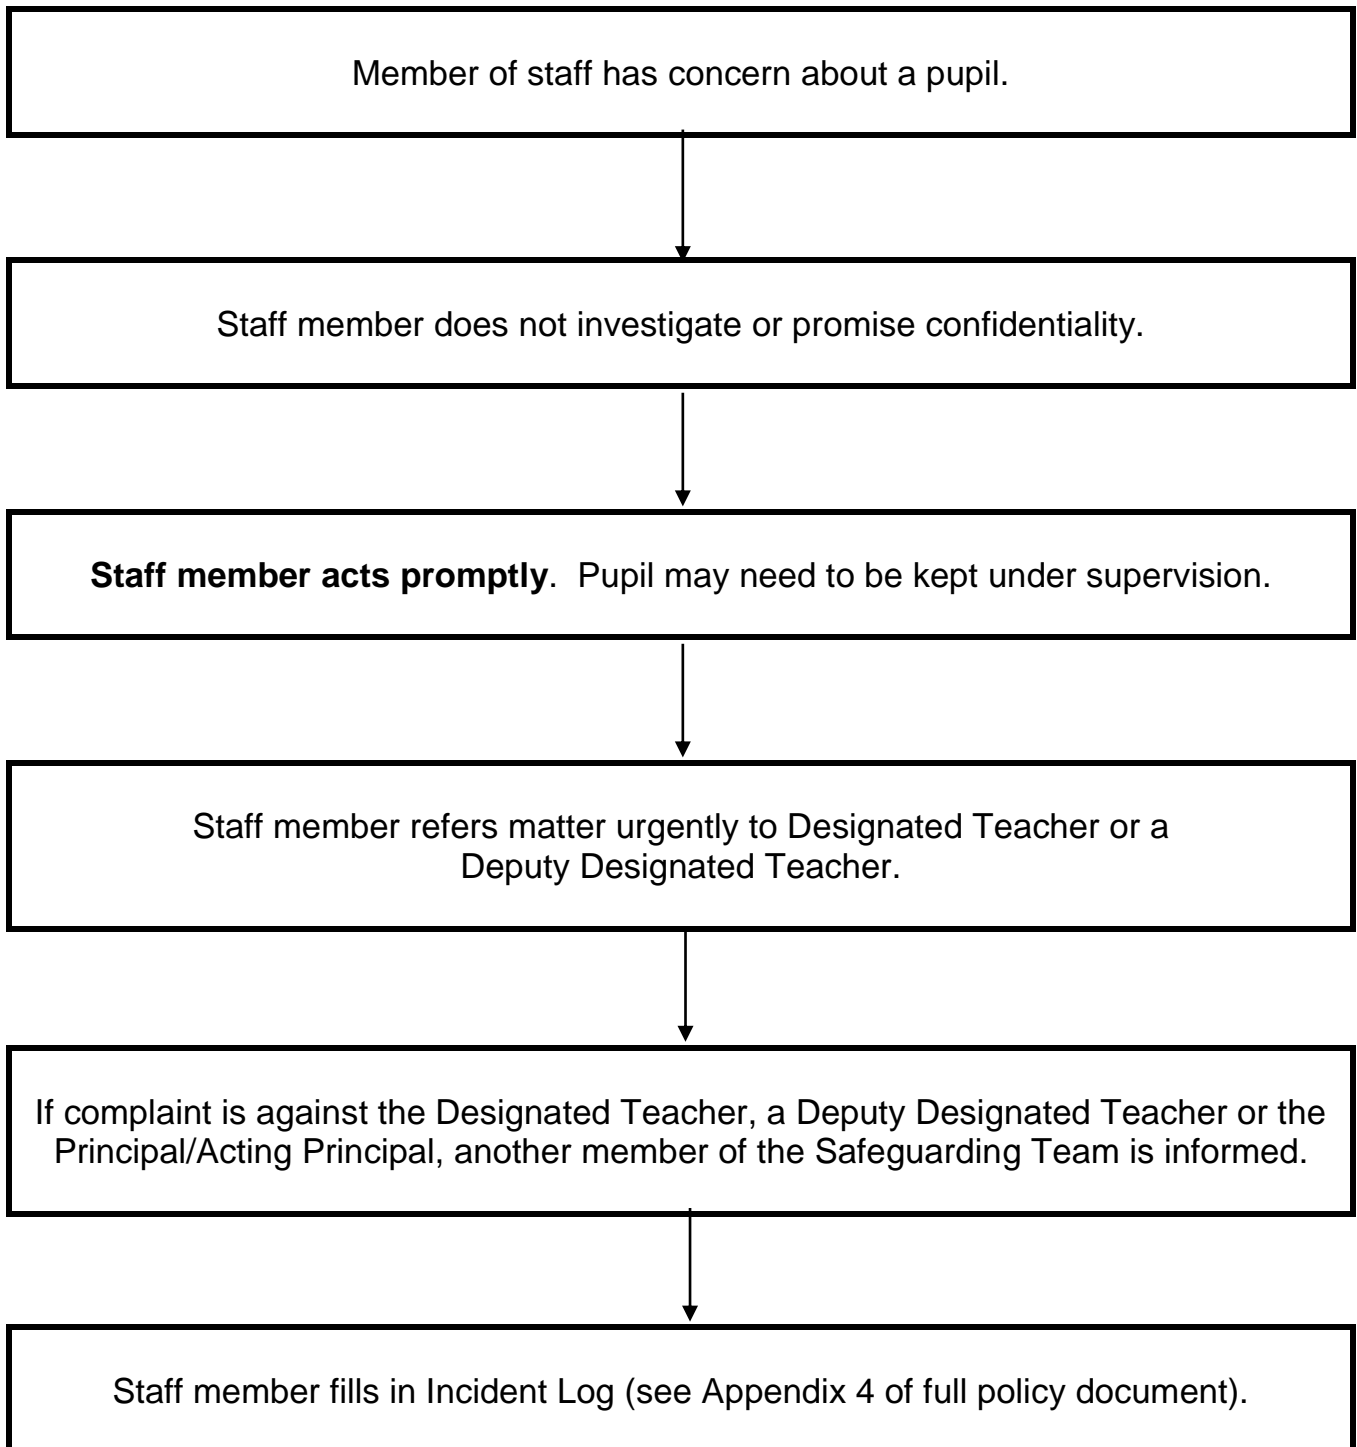 Member of staff has concern about a pupil.
Staff member does not investigate or promise confidentiality.
Staff member acts promptly.  Pupil may need to be kept under supervision.
Staff member refers matter urgently to Designated Teacher or a
Deputy Designated Teacher.
If complaint is against the Designated Teacher, a Deputy Designated Teacher or the
Principal/Acting Principal, another member of the Safeguarding Team is informed.
Staff member fills in Incident Log (see Appendix 4 of full policy document).